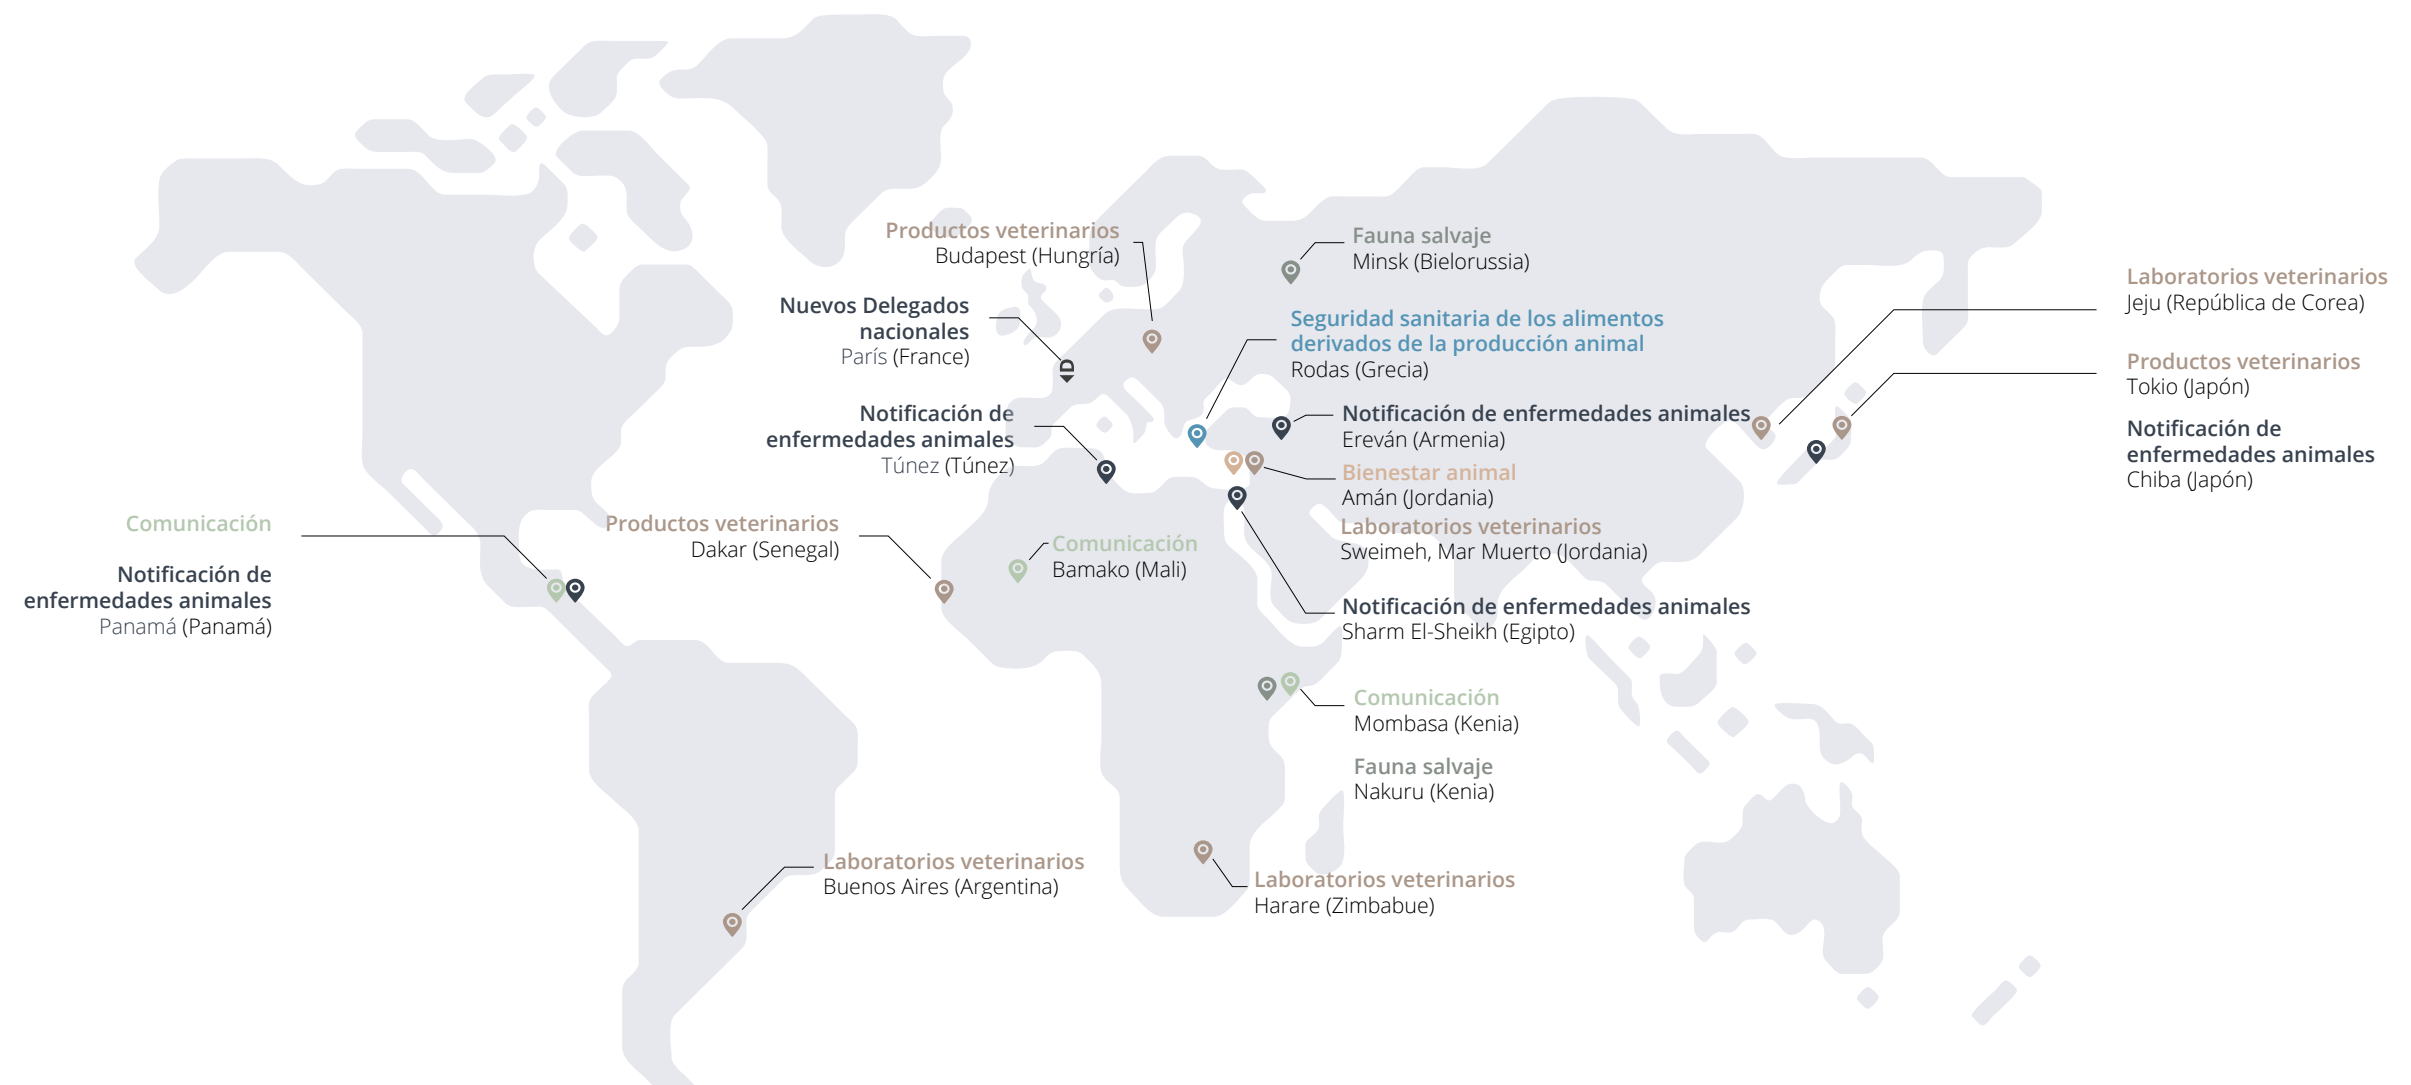 Productos veterinarios
Budapest (Hungría)
Fauna salvaje
Minsk (Bielorussia)
Laboratorios veterinarios
Jeju (República de Corea)
Nuevos Delegados
nacionales
París (France)
D
Seguridad sanitaria de los alimentos
derivados de la producción animal
Rodas (Grecia)
Productos veterinarios
Tokio (Japón)
Notificación de
enfermedades animales
Túnez (Túnez)
Notificación de enfermedades animales
Ereván (Armenia)
Notificación de
enfermedades animales
Chiba (Japón)
Bienestar animal
Amán (Jordania)
Laboratorios veterinarios
Sweimeh, Mar Muerto (Jordania)
Comunicación
Notificación de
enfermedades animales
Panamá (Panamá)
Productos veterinarios
Dakar (Senegal)
Comunicación
Bamako (Mali)
Notificación de enfermedades animales
Sharm El-Sheikh (Egipto)
Comunicación
Mombasa (Kenia)
Fauna salvaje
Nakuru (Kenia)
Laboratorios veterinarios
Buenos Aires (Argentina)
Laboratorios veterinarios
Harare (Zimbabue)